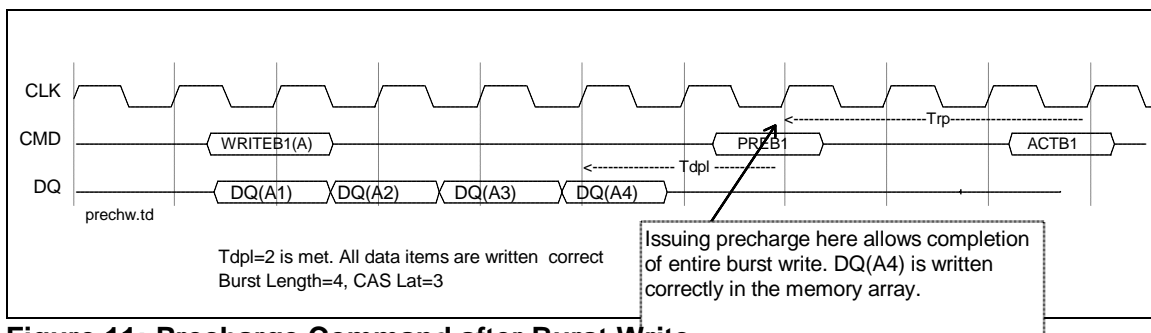 CLK
<-----------------------Trp----------------------
CMD
WRITEB1(A)
PREB1
ACTB1
<--------------- Tdpl ----------
DQ
DQ(A1)
DQ(A2)
DQ(A3)
DQ(A4)
prechw.td
Tdpl=2 is met. All data items are written  correct
Burst Length=4, CAS Lat=3
Issuing precharge here allows completion
of entire burst write. DQ(A4) is written
correctly in the memory array.
Figure 11: Precharge Command after Burst Write